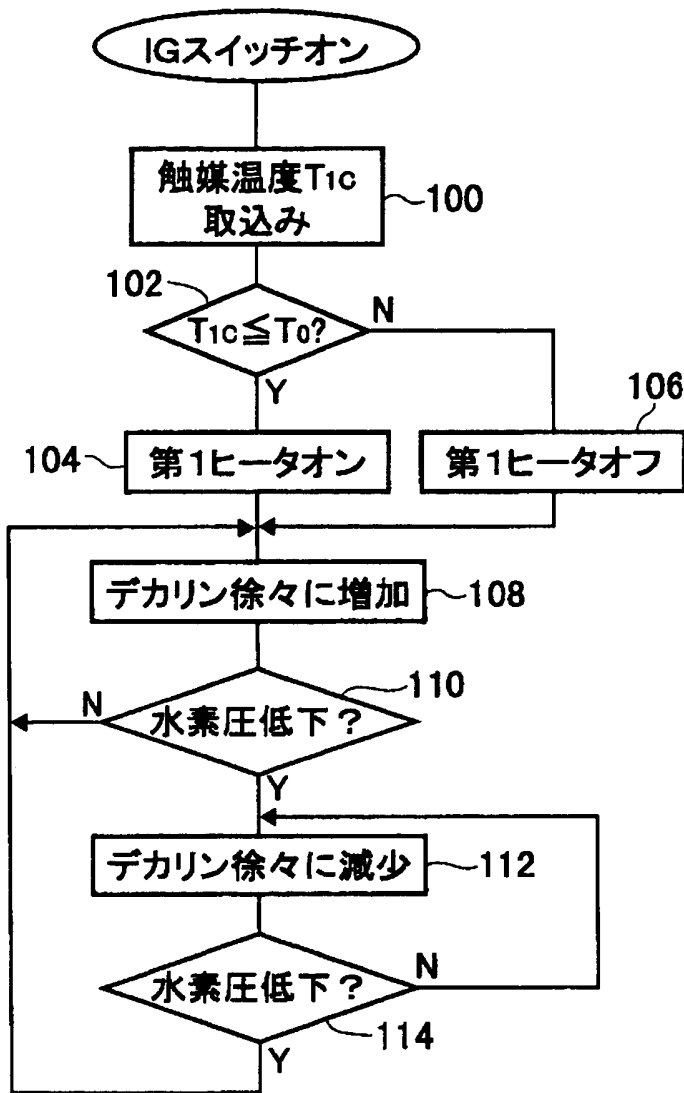 IGスイッチオン
触媒温度T1C
取込み
100
102
T1C≦T0?
N
Y
104
第1ヒータオン
106
第1ヒータオフ
デカリン徐々に増加
108
110
N
水素圧低下?
Y
デカリン徐々に減少
112
水素圧低下?
N
114
Y